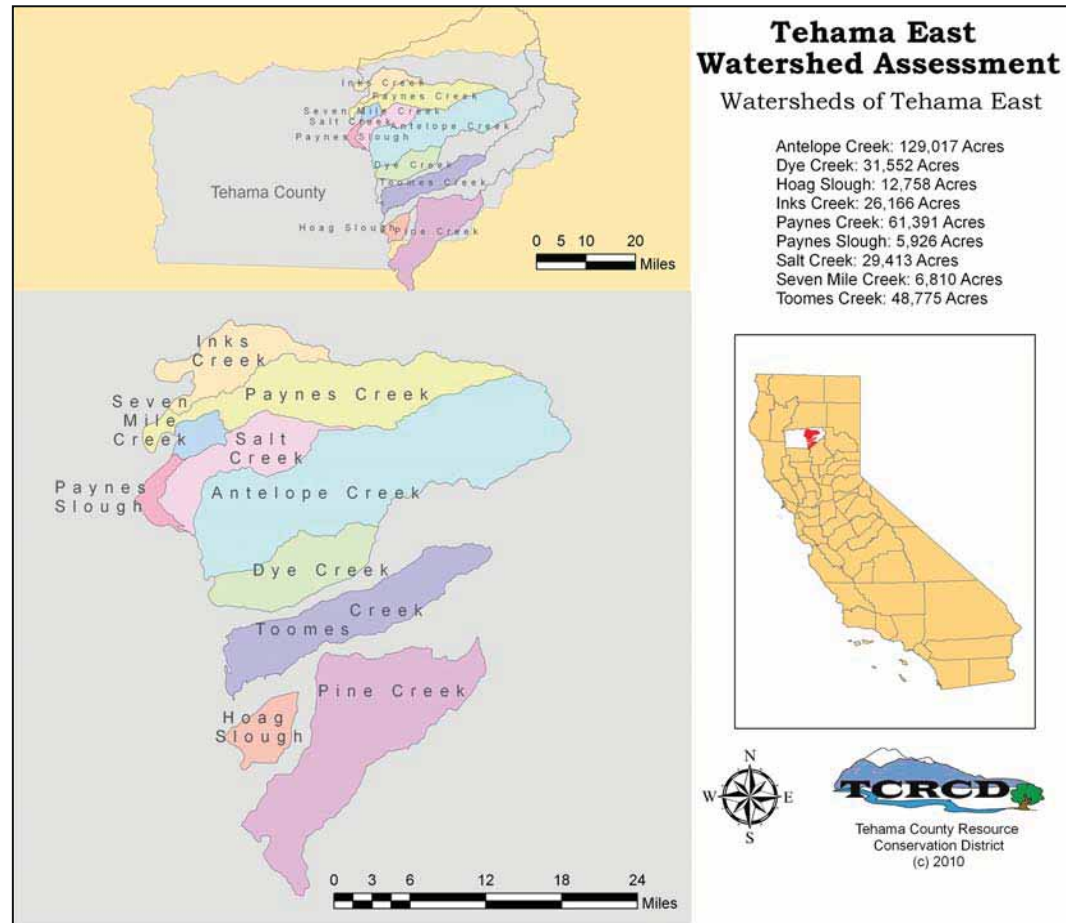 Tehama East
Watershed Assessment
Watersheds of Tehama East
Antelope Creek: 129,017 Acres
Dye Creek: 31,552 Acres
Hoag Slough: 12,758 Acres
Inks Creek: 26,166 Acres
Paynes Creek: 61,391 Acres
Paynes Slough: 5,926 Acres
Salt Creek: 29,413 Acres
Seven Mile Creek: 6,810 Acres
Toomes Creek: 48,775 Acres
Inks Creek
Paynes Creek
Seven Mile Creek
Salt Creek
Antelope Creek
Paynes Slough
Dye Creek
Toomes Creek
Tehama County
Hoag Slough
Pine Creek
0 5 10 20
Miles
Inks
Creek
Paynes Creek
Seven
Mile
Creek
Salt
Creek
Paynes
Slough
Antelope Creek
Dye Creek
Creek
Toomes
Pine Creek
Hoag
Slough
0 3 6 12 18 24
Miles
N
W E
S
TCRCD
Tehama County Resource
Conservation District
(c) 2010